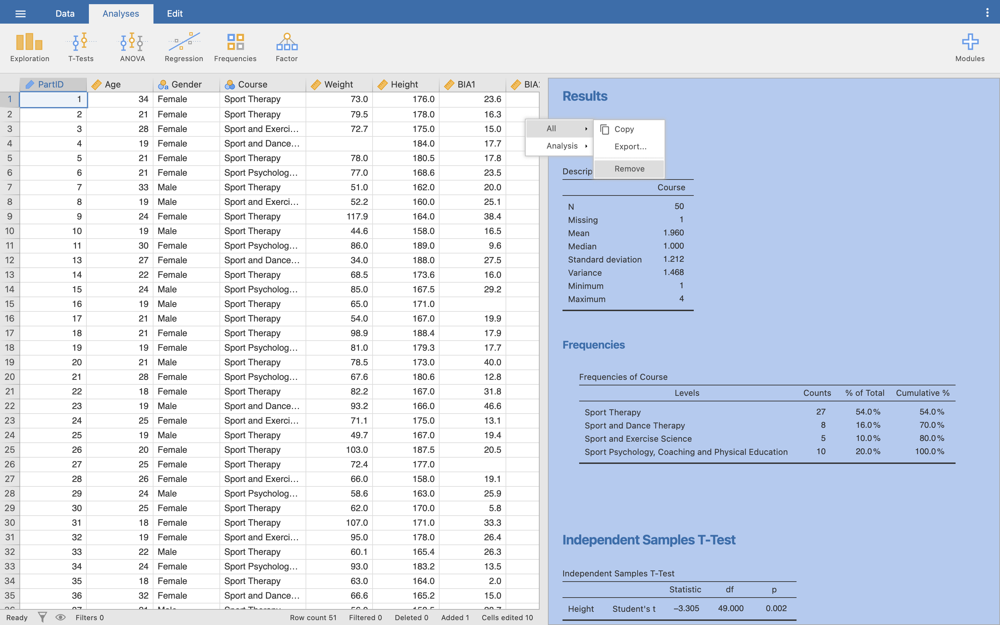 Data Analyses Edit
Exploration T-Tests ANOVA Regression Frequencies Factor Modules
PartID Age Gender Course Weight Height BIA1
1 1 34 Female Sport Therapy 73.0 176.0 23.6
2 2 21 Female Sport Therapy 79.5 178.0 16.3
3 3 28 Female Sport and Exerci... 72.7 175.0 15.0
4 4 19 Female Sport and Dance... 184.0 17.7
5 5 21 Female Sport Therapy 78.0 180.5 17.8
6 6 21 Female Sport Psycholog... 77.0 168.6 23.5
7 7 33 Male Sport Therapy 51.0 162.0 20.0
8 8 19 Male Sport and Exerci... 52.2 160.0 25.1
9 9 24 Female Sport Therapy 117.9 164.0 38.4
10 10 19 Male Sport Therapy 44.6 158.0 16.5
11 11 30 Female Sport Psycholog... 86.0 189.0 9.6
12 13 27 Female Sport and Dance... 34.0 188.0 27.5
13 14 22 Female Sport Therapy 68.5 173.6 16.0
14 15 24 Male Sport Psycholog... 85.0 167.5 29.2
15 16 19 Male Sport Therapy 65.0 171.0
16 17 21 Male Sport Therapy 54.0 167.0 19.9
17 18 21 Female Sport Therapy 98.9 188.4 17.9
18 19 19 Female Sport Psycholog... 81.0 179.3 17.7
19 20 21 Male Sport Therapy 78.5 173.0 40.0
20 21 28 Female Sport Psycholog... 67.6 180.6 12.8
21 22 18 Female Sport Therapy 82.2 167.0 31.8
22 23 19 Male Sport and Dance... 93.2 166.0 46.6
23 24 25 Female Sport and Exerci... 71.1 175.0 13.1
24 25 19 Male Sport Therapy 49.7 167.0 19.4
25 26 20 Female Sport Therapy 103.0 187.5 20.5
26 27 25 Female Sport Therapy 72.4 177.0
27 28 26 Female Sport and Exerci... 66.0 158.0 19.1
28 29 24 Male Sport Psycholog... 58.6 163.0 25.9
29 30 25 Female Sport Therapy 62.0 170.0 5.8
30 31 18 Female Sport Therapy 107.0 171.0 33.3
31 32 19 Female Sport and Exerci... 95.0 178.0 26.4
32 33 22 Male Sport Therapy 60.1 165.4 26.3
33 34 24 Female Sport Psycholog... 93.0 183.2 13.5
34 35 18 Female Sport Therapy 63.0 164.0 2.0
35 36 32 Female Sport and Dance... 66.6 165.2 15.0
Ready Filters 0 Row count 51 Filtered 0 Deleted 0 Added 1 Cells edited 10
Results
All
Analysis
Copy
Export...
Remove
Descrip
Course
N 50
Missing 1
Mean 1.960
Median 1.000
Standard deviation 1.212
Variance 1.468
Minimum 1
Maximum 4
Frequencies
Frequencies of Course
Levels Counts % of Total Cumulative %
Sport Therapy 27 54.0% 54.0%
Sport and Dance Therapy 8 16.0% 70.0%
Sport and Exercise Science 5 10.0% 80.0%
Sport Psychology, Coaching and Physical Education 10 20.0% 100.0%
Independent Samples T-Test
Independent Samples T-Test
Statistic df p
Height Student's t −3.305 49.000 0.002